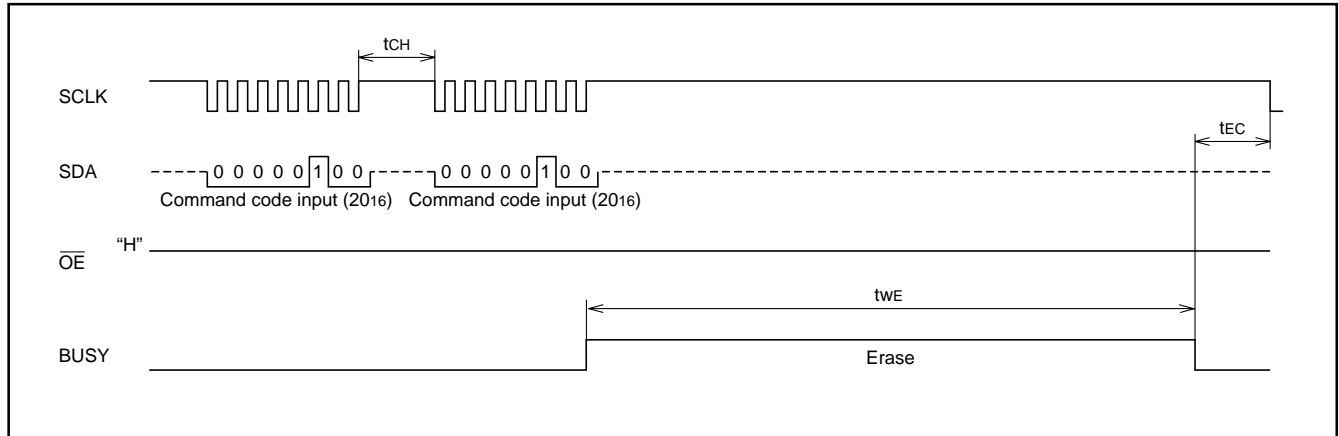 tCH
SCLK
tEC
SDA
0 0 0 0 0 1 0 0 0 0 0 0 0 1 0 0
Command code input (2016) Command code input (2016)
“H”
OE
twE
BUSY
Erase